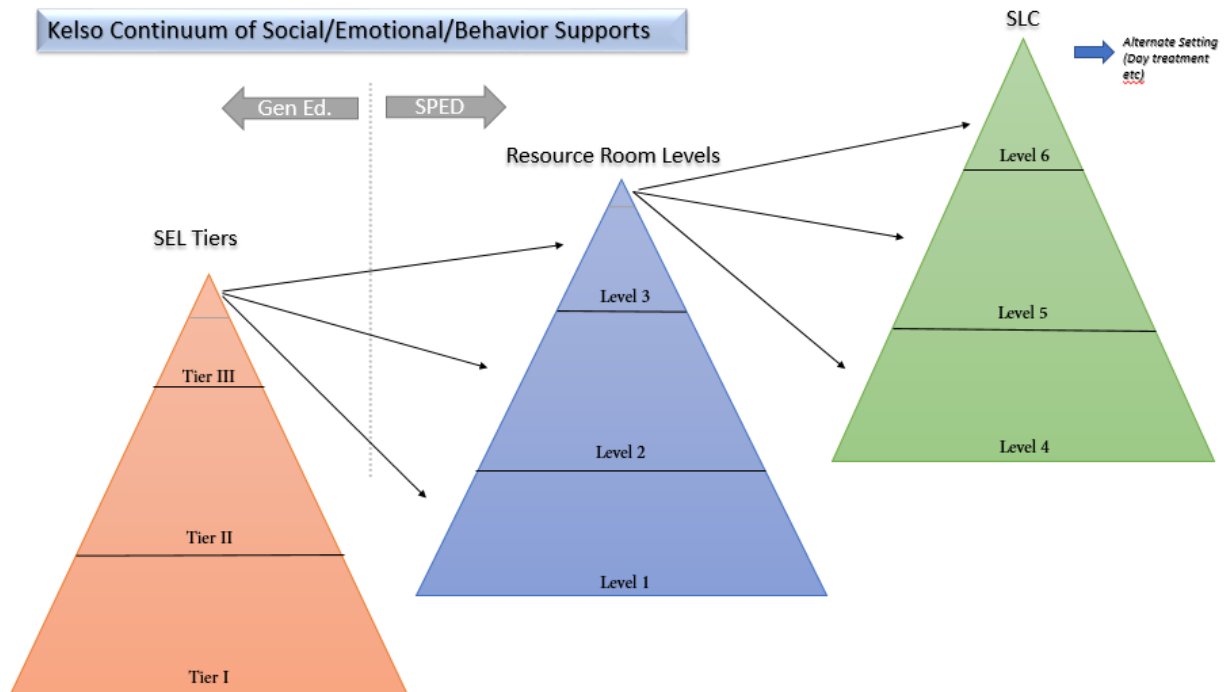 Kelso Continuum of Social/Emotional/Behavior Supports
SLC
Alternate Setting
(Day treatment
etc)
Gen Ed.
SPED
Resource Room Levels
Level 6
SEL Tiers
Level 3
Level 5
Tier III
Level 2
Level 4
Tier II
Level 1
Tier I